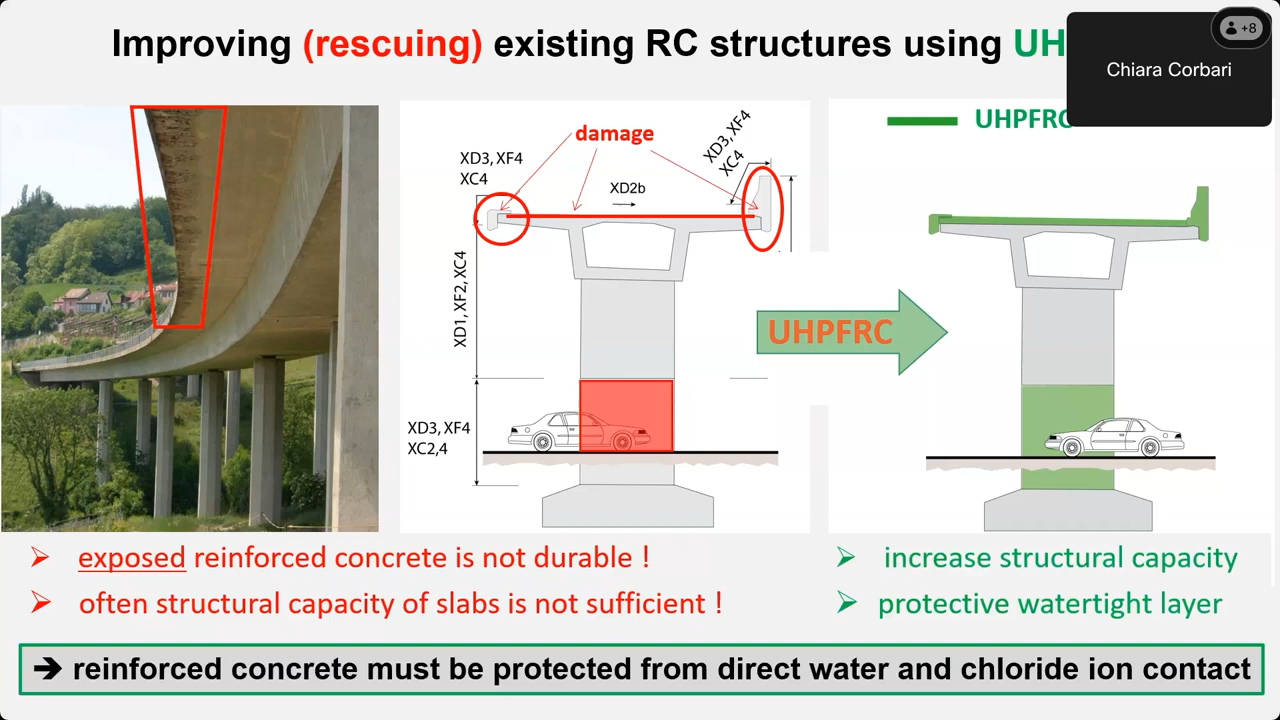 Improving (rescuing) existing RC structures using UH
+8
Chiara Corbari
damage
XD3, XF4
XC4
XD2b
XD3, XF4
XC4
XD1, XF2, XC4
XD3, XF4
XC2,4
UHPFRC
UHPFRC
➢ exposed reinforced concrete is not durable !
➢ often structural capacity of slabs is not sufficient !
➢ increase structural capacity
➢ protective watertight layer
➔ reinforced concrete must be protected from direct water and chloride ion contact